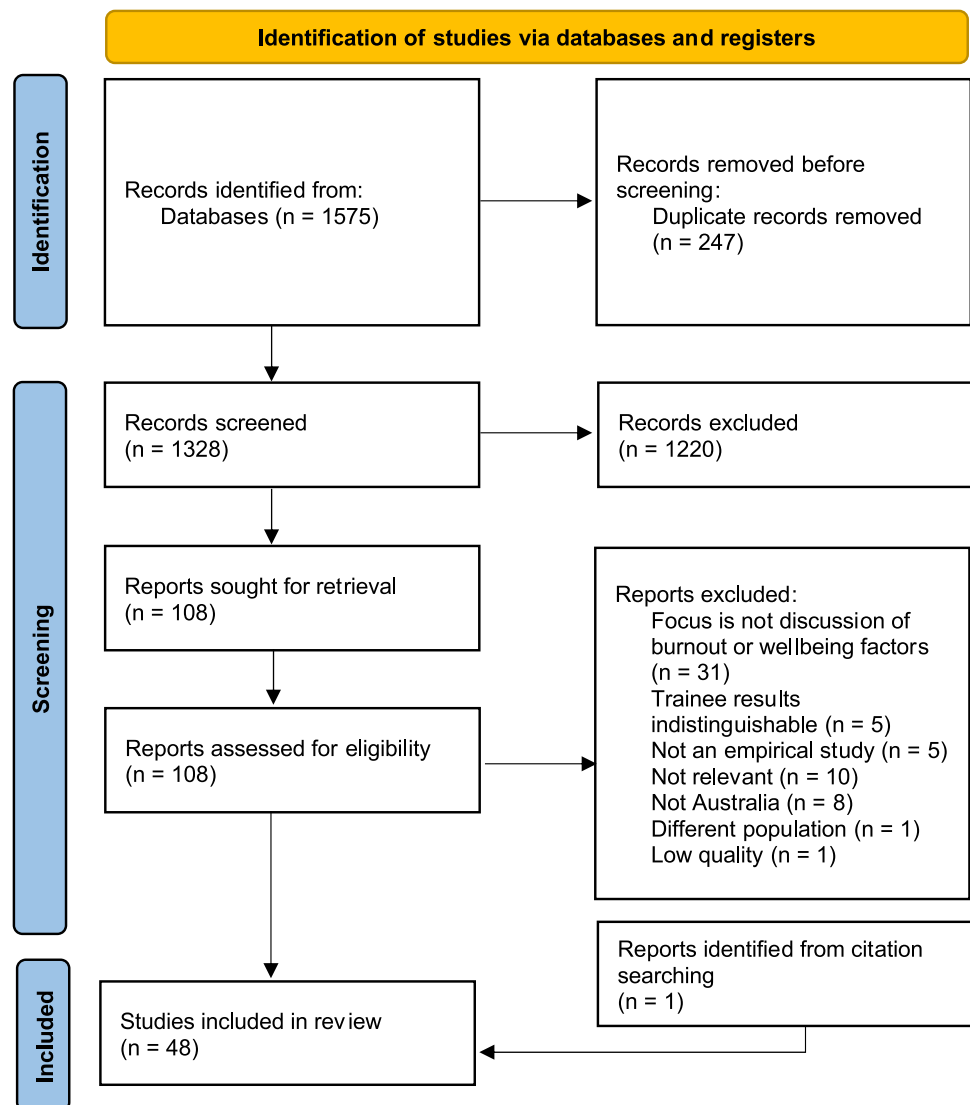 Identification of studies via databases and registers
Identification
Records identified from:
Databases (n = 1575)
Records removed before
screening:
Duplicate records removed
(n = 247)
Screening
Records screened
(n = 1328)
Records excluded
(n = 1220)
Reports sought for retrieval
(n = 108)
Reports assessed for eligibility
(n = 108)
Reports excluded:
Focus is not discussion of
burnout or wellbeing factors
(n = 31)
Trainee results
indistinguishable (n = 5)
Not an empirical study (n = 5)
Not relevant (n = 10)
Not Australia (n = 8)
Different population (n = 1)
Low quality (n = 1)
Included
Reports identified from citation
searching
(n = 1)
Studies included in review
(n = 48)